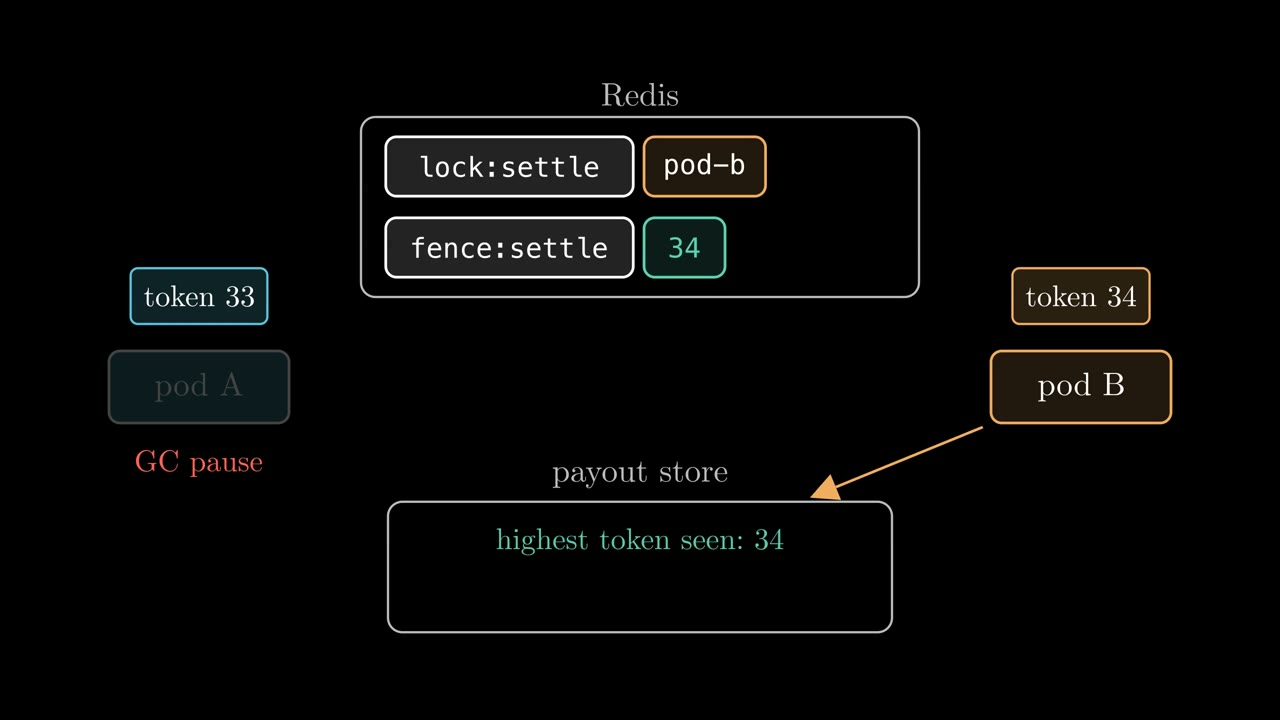 Redis
lock:settle pod-b
fence:settle 34
token 33
pod A
GC pause
token 34
pod B
payout store
highest token seen: 34